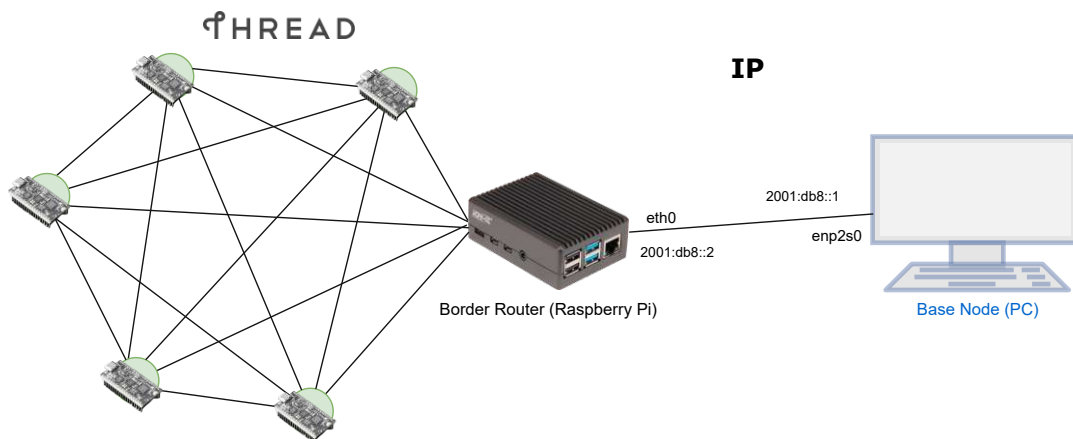 THREAD
IP
2001:db8::1
eth0
enp2s0
2001:db8::2
Border Router (Raspberry Pi)
Base Node (PC)